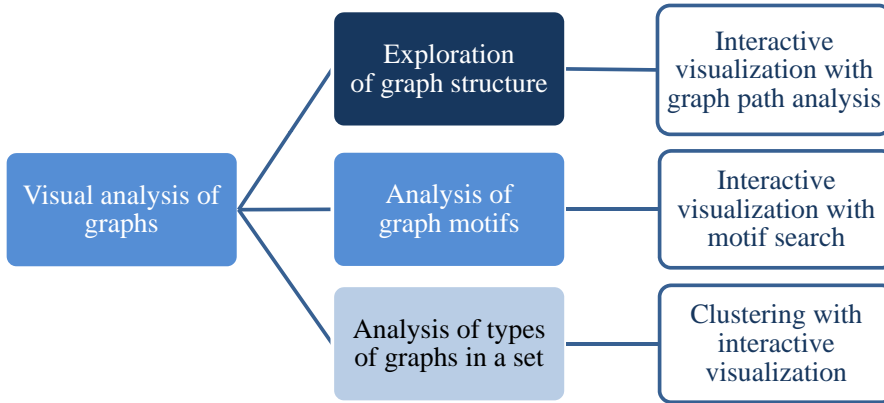 Visual analysis of
graphs
Exploration
of graph structure
Interactive
visualization with
graph path analysis
Analysis of
graph motifs
Interactive
visualization with
motif search
Analysis of types
of graphs in a set
Clustering with
interactive
visualization